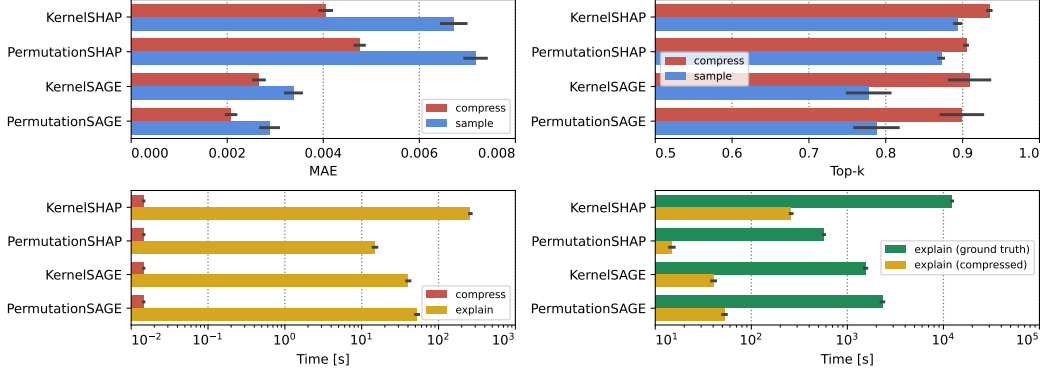 KernelSHAP
PermutationSHAP
KernelSAGE
PermutationSAGE
compress
sample
0.000 0.002 0.004 0.006 0.008
MAE
KernelSHAP
PermutationSHAP
KernelSAGE
PermutationSAGE
compress
sample
0.5 0.6 0.7 0.8 0.9 1.0
Top-k
KernelSHAP
PermutationSHAP
KernelSAGE
PermutationSAGE
compress
explain
10⁻² 10⁻¹ 10⁰ 10¹ 10² 10³
Time [s]
KernelSHAP
PermutationSHAP
KernelSAGE
PermutationSAGE
explain (ground truth)
explain (compressed)
10¹ 10² 10³ 10⁴ 10⁵
Time [s]